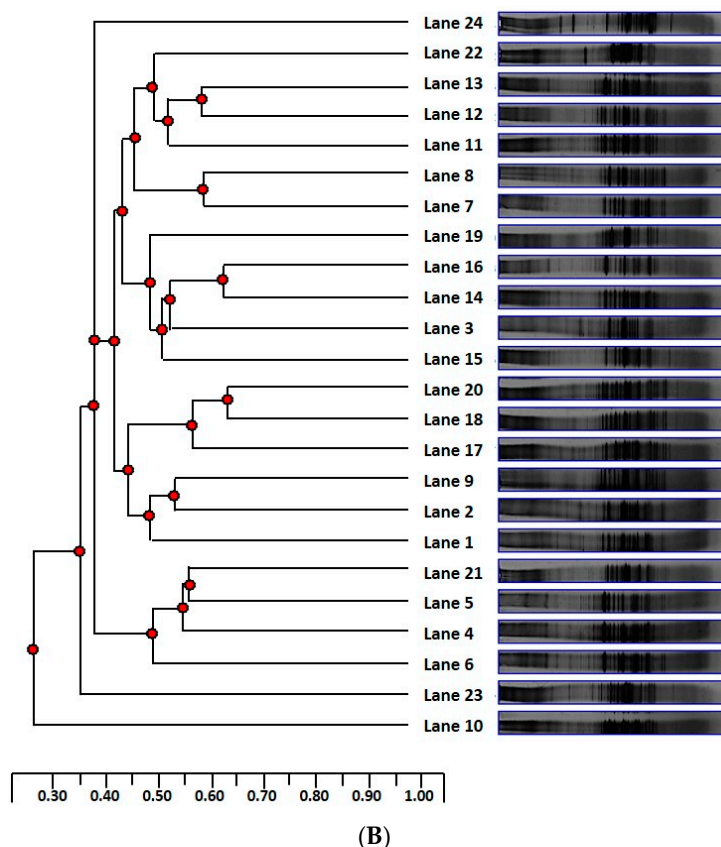 Lane 24
Lane 22
Lane 13
Lane 12
Lane 11
Lane 8
Lane 7
Lane 19
Lane 16
Lane 14
Lane 3
Lane 15
Lane 20
Lane 18
Lane 17
Lane 9
Lane 2
Lane 1
Lane 21
Lane 5
Lane 4
Lane 6
Lane 23
Lane 10
0.30 0.40 0.50 0.60 0.70 0.80 0.90 1.00
(B)